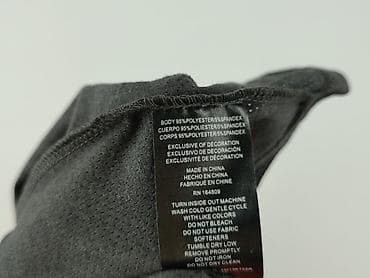 BODY 95%POLYESTER/5%SPANDEX
CUERPO 95%POLYESTER/5%SPANDEX
CORPS 95%POLYESTER/5%SPANDEX
EXCLUSIVE OF DECORATION
EXCLUSIVO DE DECORACIÓN
EXCLUSIVITÉ DE DÉCORATION
MADE IN CHINA
HECHO EN CHINA
FABRIQUÉ EN CHINE
RN 164809
TURN INSIDE OUT MACHINE
WASH COLD GENTLE CYCLE
WITH LIKE COLORS
DO NOT BLEACH
DO NOT USE FABRIC
SOFTENERS
TUMBLE DRY LOW
REMOVE PROMPTLY
DO NOT IRON
DO NOT DRY CLEAN